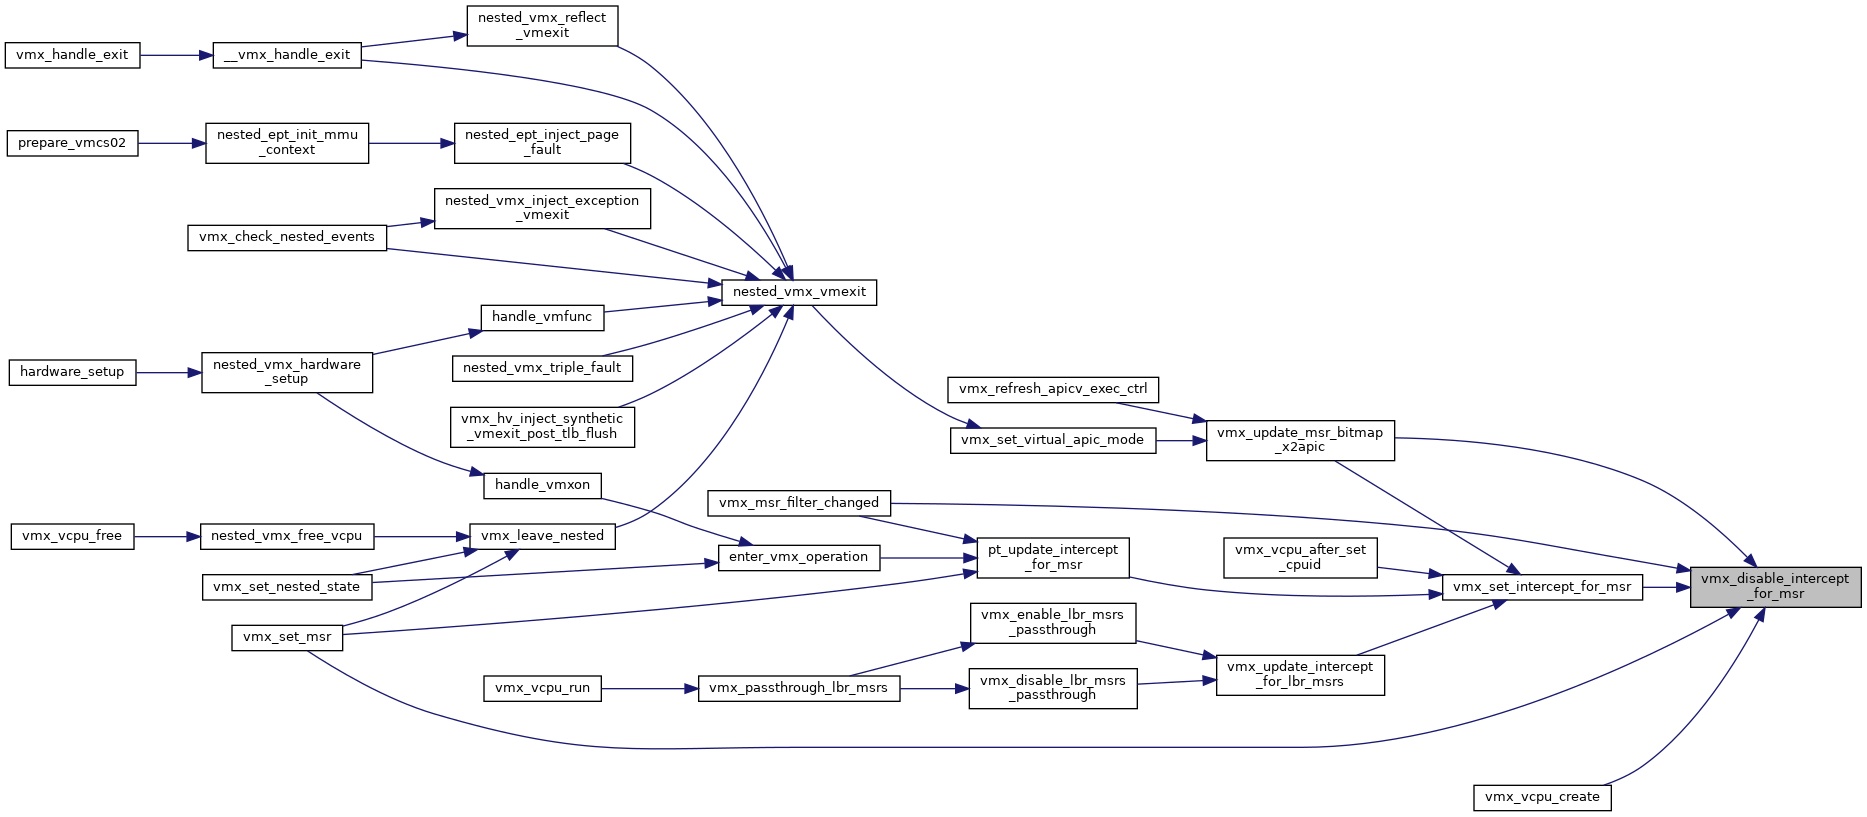 nested_vmx_reflect
_vmexit
vmx_handle_exit
__vmx_handle_exit
prepare_vmcs02
nested_ept_init_mmu
_context
nested_ept_inject_page
_fault
nested_vmx_inject_exception
_vmexit
vmx_check_nested_events
nested_vmx_vmexit
handle_vmfunc
hardware_setup
nested_vmx_hardware
_setup
nested_vmx_triple_fault
vmx_refresh_apicv_exec_ctrl
vmx_hv_inject_synthetic
_vmexit_post_tlb_flush
vmx_set_virtual_apic_mode
vmx_update_msr_bitmap
_x2apic
handle_vmxon
vmx_msr_filter_changed
vmx_vcpu_free
nested_vmx_free_vcpu
vmx_leave_nested
enter_vmx_operation
pt_update_intercept
_for_msr
vmx_vcpu_after_set
_cpuid
vmx_set_nested_state
vmx_set_intercept_for_msr
vmx_disable_intercept
_for_msr
vmx_set_msr
vmx_enable_lbr_msrs
_passthrough
vmx_vcpu_run
vmx_passthrough_lbr_msrs
vmx_disable_lbr_msrs
_passthrough
vmx_update_intercept
_for_lbr_msrs
vmx_vcpu_create